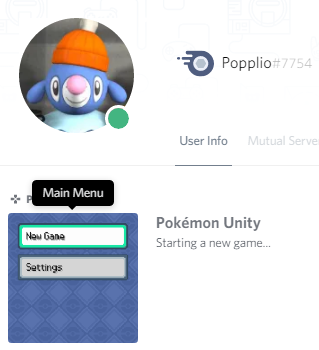 Popplio#7754
User Info
Mutual Serve
P
Main Menu
New Game
Settings
Pokémon Unity
Starting a new game...